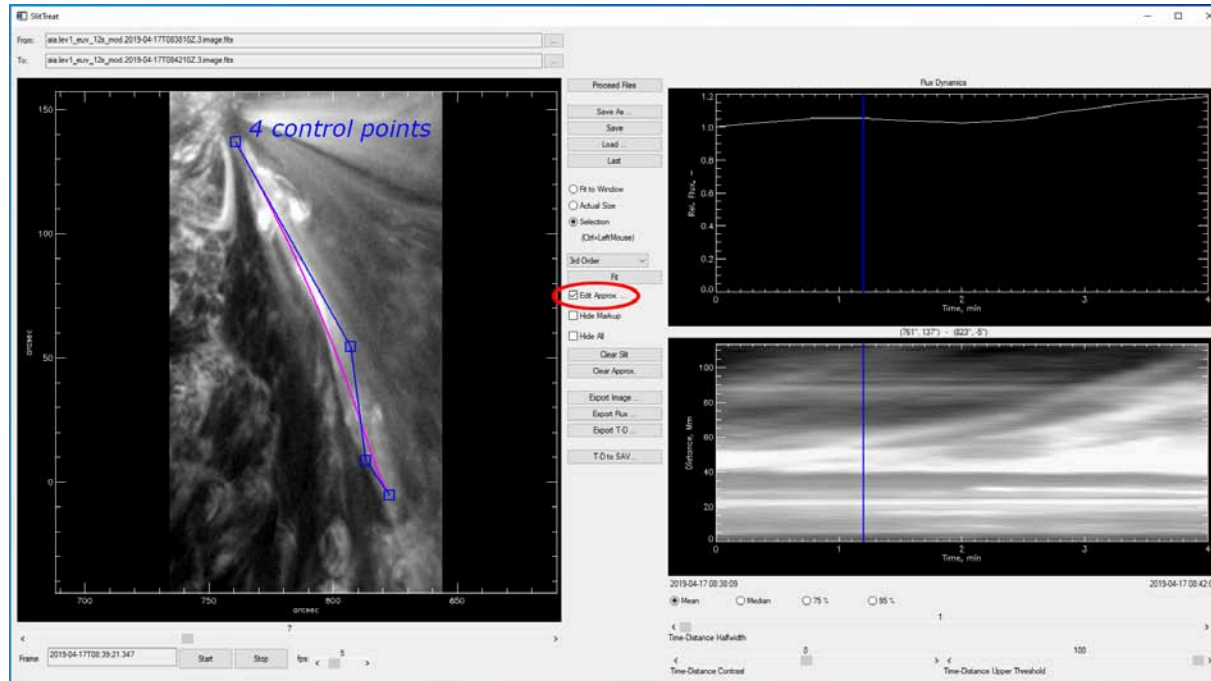 SlitTreat
From: aia.lev1_euv_12s_mod.2019-04-17T083810Z.3.image.fits ...
To: aia.lev1_euv_12s_mod.2019-04-17T084210Z.3.image.fits ...
4 control points
150
100
50
0
arcsec
700 750 800 850
arcsec
Proceed Files
Save As ...
Save
Load ...
Last
Fit to Window
Actual Size
Selection
(Ctrl+LeftMouse)
3rd Order
Fit
Edit Approx. ...
Hide Markup
Hide All
Clear Slit
Clear Approx.
Export Image ...
Export Flux ...
Export T-D ...
T-D to SAV...
Flux Dynamics
1.2
1.0
0.8
0.6
0.4
0.2
0.0
Rel. Flux, -
0 1 2 3 4
Time, min
(761", 137") - (823",-5")
100
80
60
40
20
0
Distance, Mm
0 1 2 3 4
Time, min
2019-04-17 08:38:09 2019-04-17 08:42:0
Mean Median 75 % 95 %
1
Time-Distance Halfwidth
0 100
Time-Distance Contrast Time-Distance Upper Threshold
7
Frame 2019-04-17T08:39:21.347 Start Stop fps: 5